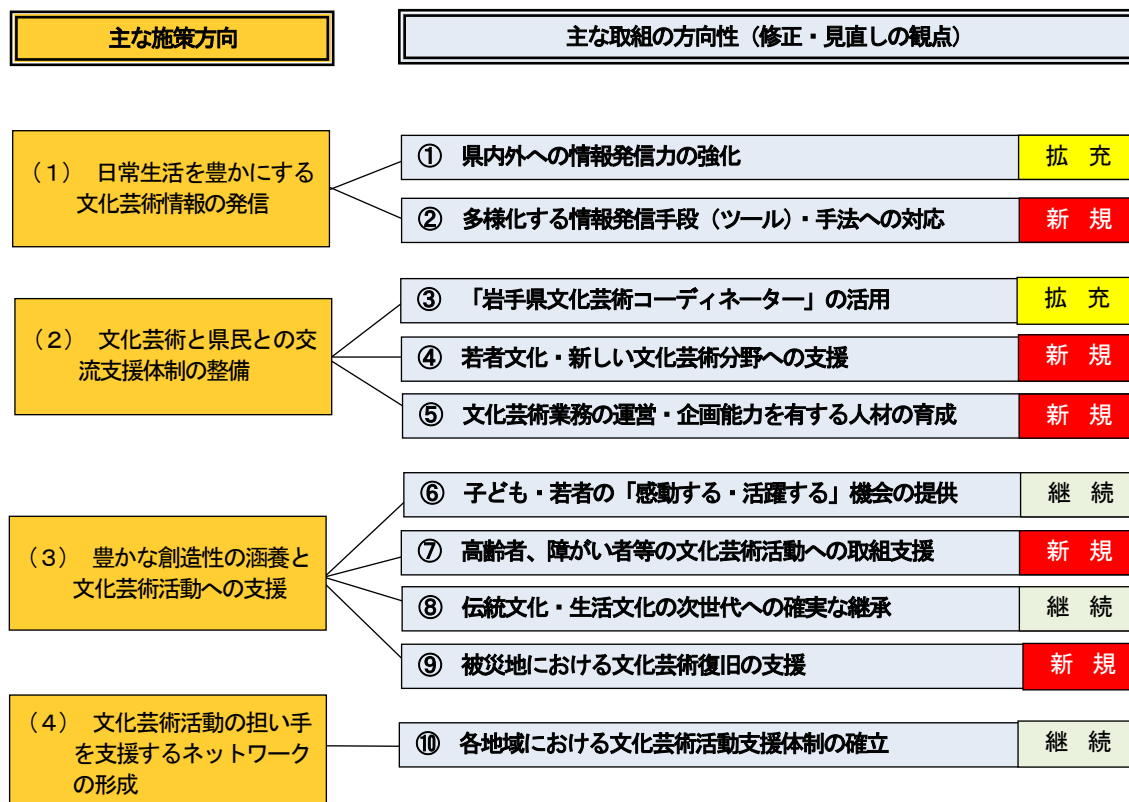 主な施策方向
主な取組の方向性（修正・見直しの観点）
（１） 日常生活を豊かにする
文化芸術情報の発信
① 県内外への情報発信力の強化
拡 充
② 多様化する情報発信手段（ツール）・手法への対応
新 規
（２） 文化芸術と県民との交
流支援体制の整備
③ 「岩手県文化芸術コーディネーター」の活用
拡 充
④ 若者文化・新しい文化芸術分野への支援
新 規
⑤ 文化芸術業務の運営・企画能力を有する人材の育成
新 規
（３） 豊かな創造性の涵養と
文化芸術活動への支援
⑥ 子ども・若者の「感動する・活躍する」機会の提供
継 続
⑦ 高齢者、障がい者等の文化芸術活動への取組支援
新 規
⑧ 伝統文化・生活文化の次世代への確実な継承
継 続
⑨ 被災地における文化芸術復旧の支援
新 規
（４） 文化芸術活動の担い手
を支援するネットワーク
の形成
⑩ 各地域における文化芸術活動支援体制の確立
継 続